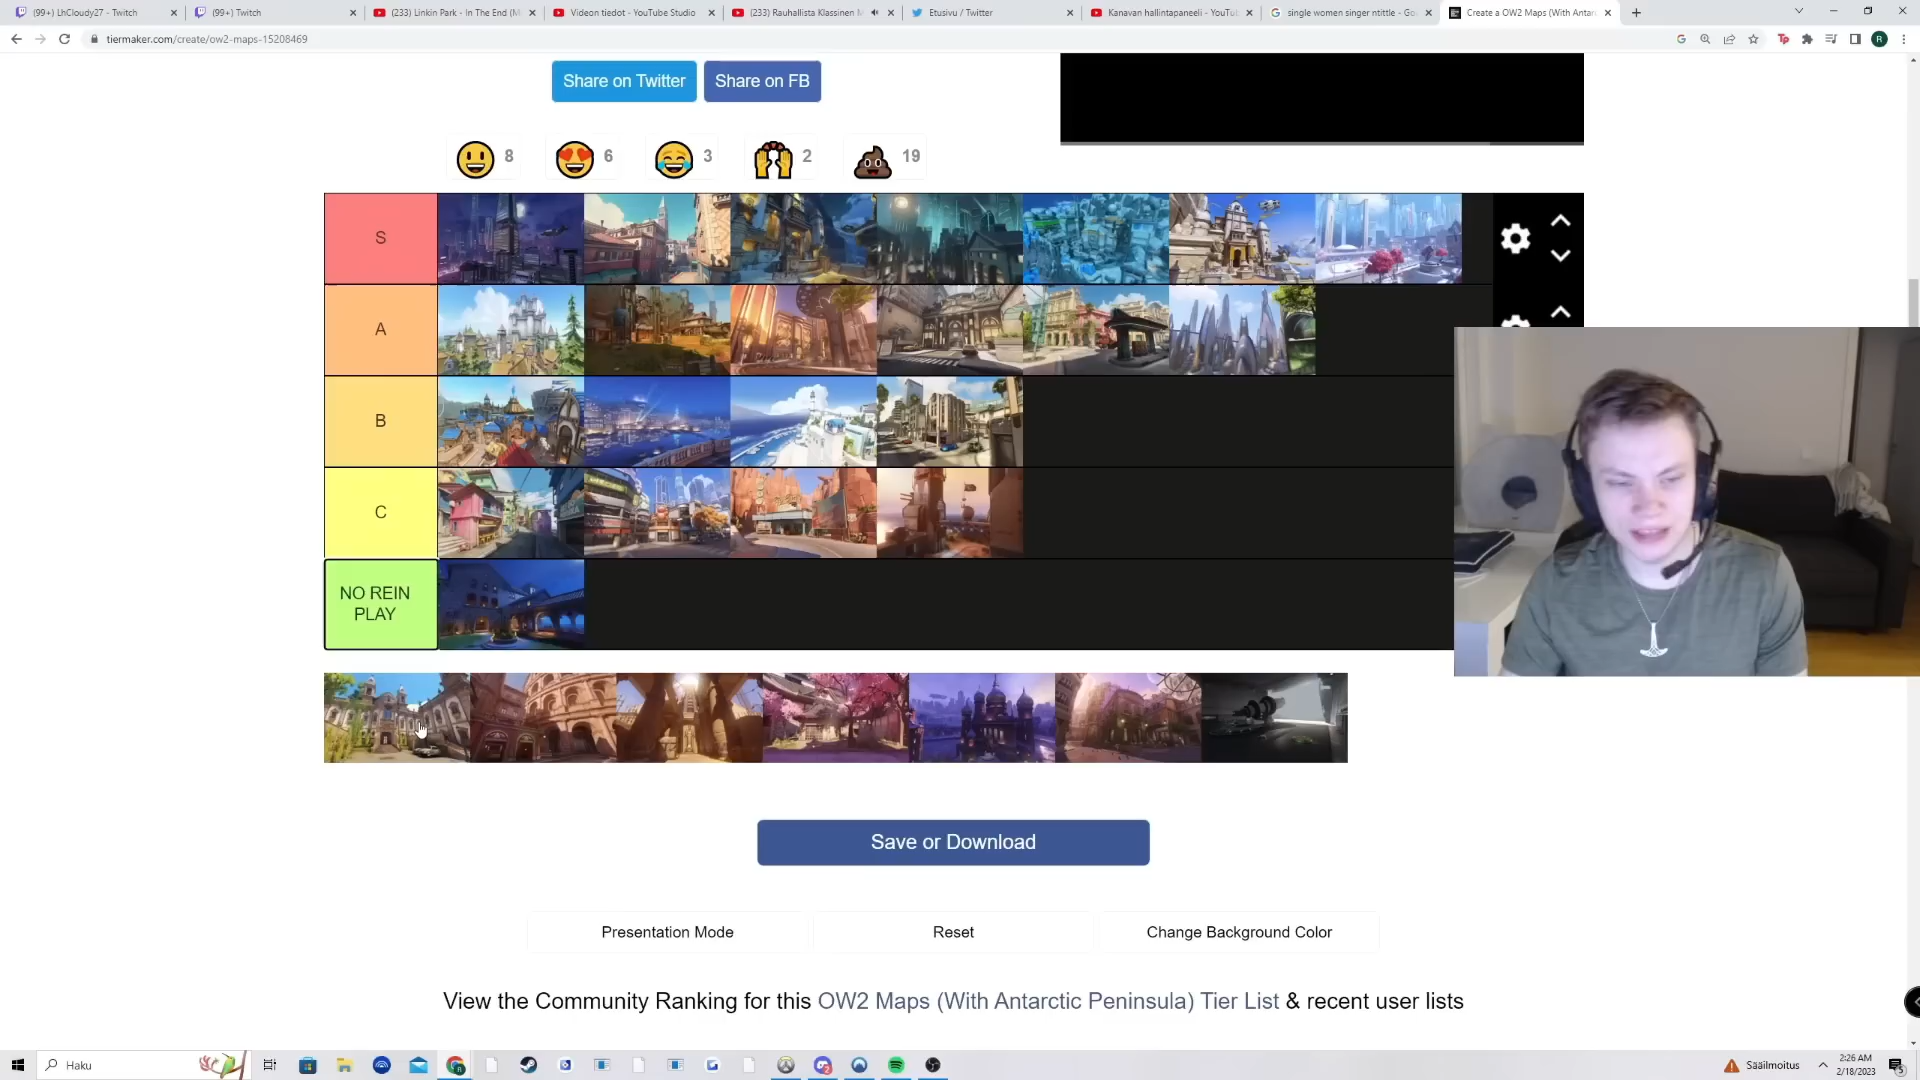 (99+) LhCloudy27 - Twitch
(99+) Twitch
(233) Linkin Park - In The End (M
Videon tiedot - YouTube Studio
(233) Rauhallista Klassinen M
Etusivu / Twitter
Kanavan hallintapaneeli - YouTu
single women singer ntittle - Go
Create a OW2 Maps (With Antar
tiermaker.com/create/ow2-maps-15208469
Share on Twitter
Share on FB
8
6
3
2
19
S
A
B
C
NO REIN
PLAY
Save or Download
Presentation Mode
Reset
Change Background Color
View the Community Ranking for this OW2 Maps (With Antarctic Peninsula) Tier List & recent user lists
Haku
Sääilmoitus
2:26 AM
2/18/2023